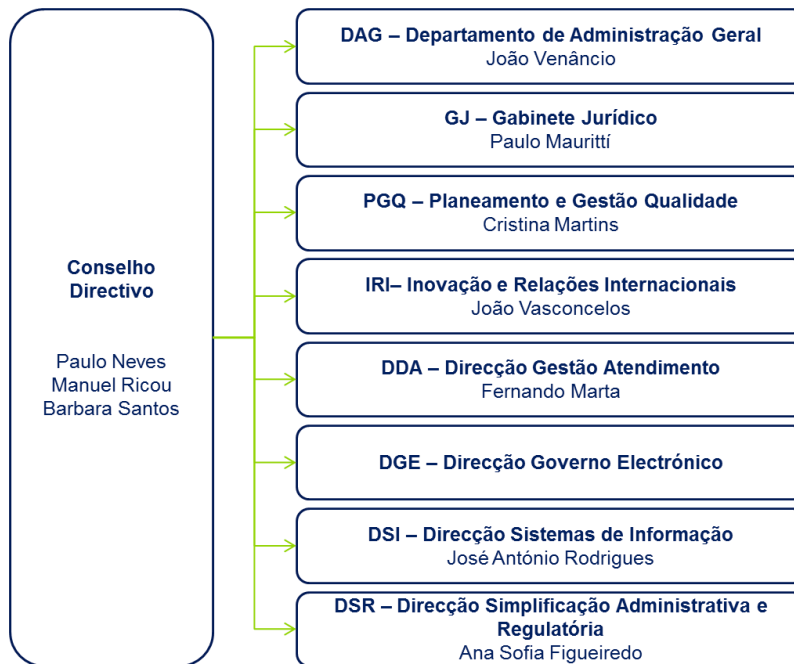 Conselho
Directivo
Paulo Neves
Manuel Ricou
Barbara Santos
DAG – Departamento de Administração Geral
João Venâncio
GJ – Gabinete Jurídico
Paulo Maurittí
PGQ – Planeamento e Gestão Qualidade
Cristina Martins
IRI– Inovação e Relações Internacionais
João Vasconcelos
DDA – Direcção Gestão Atendimento
Fernando Marta
DGE – Direcção Governo Electrónico
DSI – Direcção Sistemas de Informação
José António Rodrigues
DSR – Direcção Simplificação Administrativa e
Regulatória
Ana Sofia Figueiredo